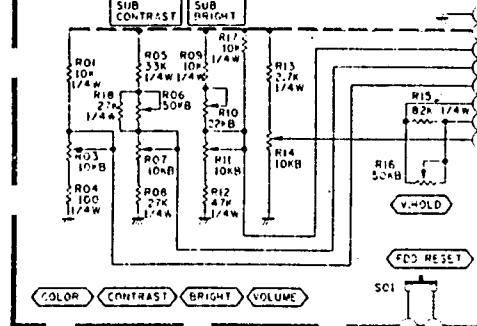 SUB
CONTRAST
SUB
BRIGHT
R17
10K
1/4W
R01
10K
1/4W
R05
33K
1/4W
R09
10K
1/4W
R13
2.7K
1/4W
R18
27K
1/4W
R06
50KB
R10
22KB
R15
82K 1/4W
R03
10KB
R07
10KB
R11
10KB
R14
10KB
R16
50KB
R04
100
1/4W
R08
27K
1/4W
R12
47K
1/4W
V.HOLD
FDD RESET
S01
COLOR
CONTRAST
BRIGHT
VOLUME